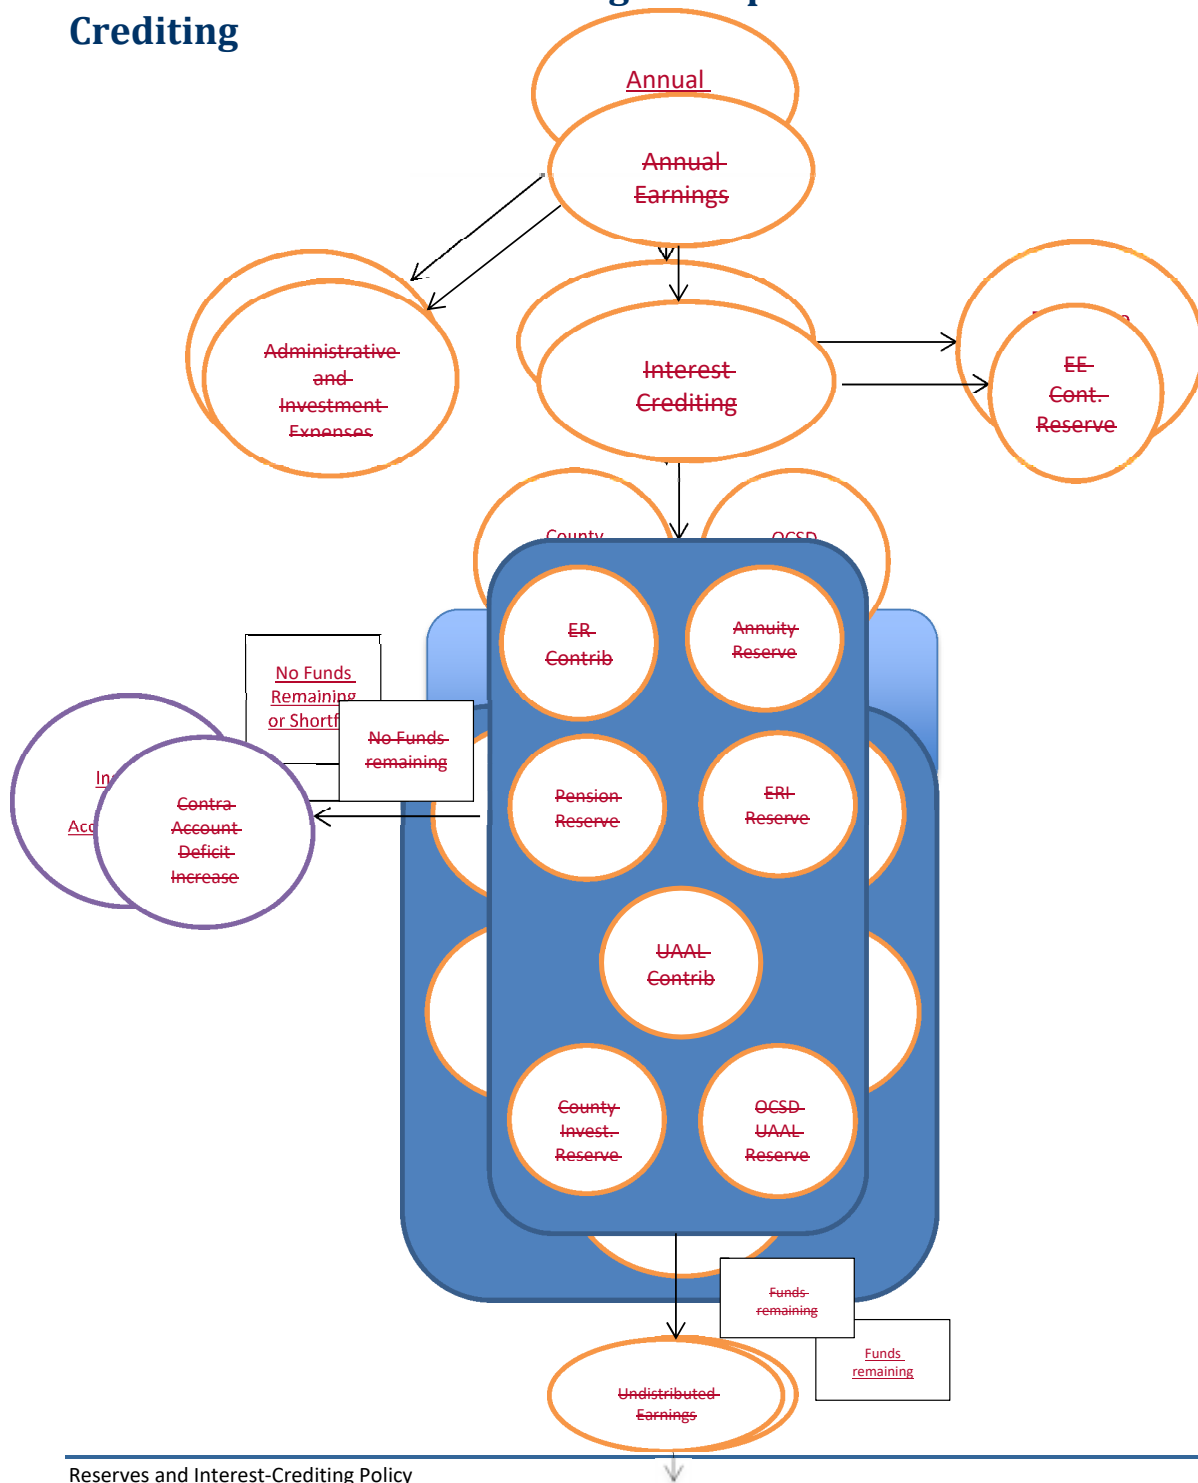 Crediting
Annual
Annual
Earnings
Administrative
and
Investment
Expenses
Interest
Crediting
EE
Cont.
Reserve
County
OCSD
ER
Contrib
Annuity
Reserve
No Funds
Remaining
or Shortf
No Funds
remaining
Pension
Reserve
ERI
Reserve
Contra
Account
Deficit
Increase
UAAL
Contrib
County
Invest.
Reserve
OCSD
UAAL
Reserve
Funds
remaining
Funds
remaining
Undistributed
Earnings
Reserves and Interest-Crediting Policy